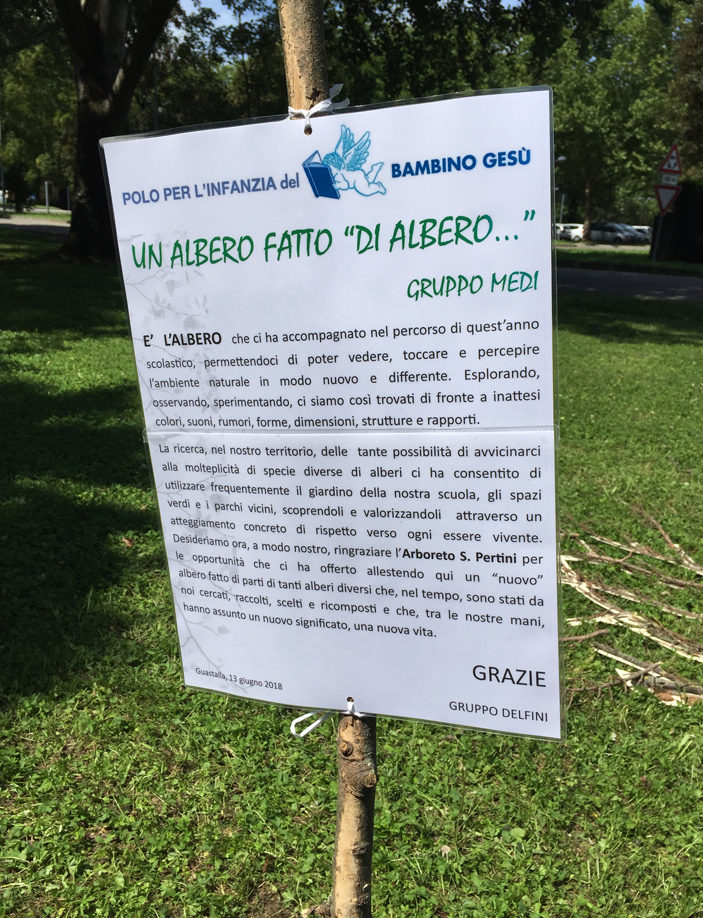 POLO PER L'INFANZIA del BAMBINO GESÙ
UN ALBERO FATTO "DI ALBERO..."
GRUPPO MEDI
E' L'ALBERO che ci ha accompagnato nel percorso di quest'anno
scolastico, permettendoci di poter vedere, toccare e percepire
l'ambiente naturale in modo nuovo e differente. Esplorando,
osservando, sperimentando, ci siamo così trovati di fronte a inattesi
colori, suoni, rumori, forme, dimensioni, strutture e rapporti.
La ricerca, nel nostro territorio, delle tante possibilità di avvicinarci
alla molteplicità di specie diverse di alberi ci ha consentito di
utilizzare frequentemente il giardino della nostra scuola, gli spazi
verdi e i parchi vicini, scoprendoli e valorizzandoli attraverso un
atteggiamento concreto di rispetto verso ogni essere vivente.
Desideriamo ora, a modo nostro, ringraziare l'Arboreto S. Pertini per
le opportunità che ci ha offerto allestendo qui un "nuovo"
albero fatto di parti di tanti alberi diversi che, nel tempo, sono stati da
noi cercati, raccolti, scelti e ricomposti e che, tra le nostre mani,
hanno assunto un nuovo significato, una nuova vita.
GRAZIE
Guastalla, 13 giugno 2018
GRUPPO DELFINI